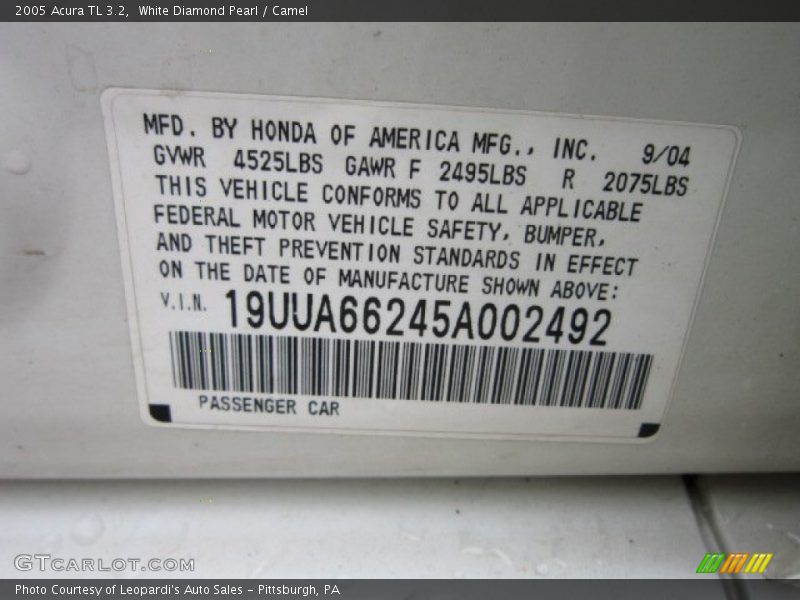 2005 Acura TL 3.2, White Diamond Pearl / Camel
MFD. BY HONDA OF AMERICA MFG., INC. 9/04
GVWR 4525LBS GAWR F 2495LBS R 2075LBS
THIS VEHICLE CONFORMS TO ALL APPLICABLE
FEDERAL MOTOR VEHICLE SAFETY, BUMPER,
AND THEFT PREVENTION STANDARDS IN EFFECT
ON THE DATE OF MANUFACTURE SHOWN ABOVE:
V.I.N. 19UUA66245A002492
PASSENGER CAR
GTCARLOT.COM
Photo Courtesy of Leopardi's Auto Sales - Pittsburgh, PA